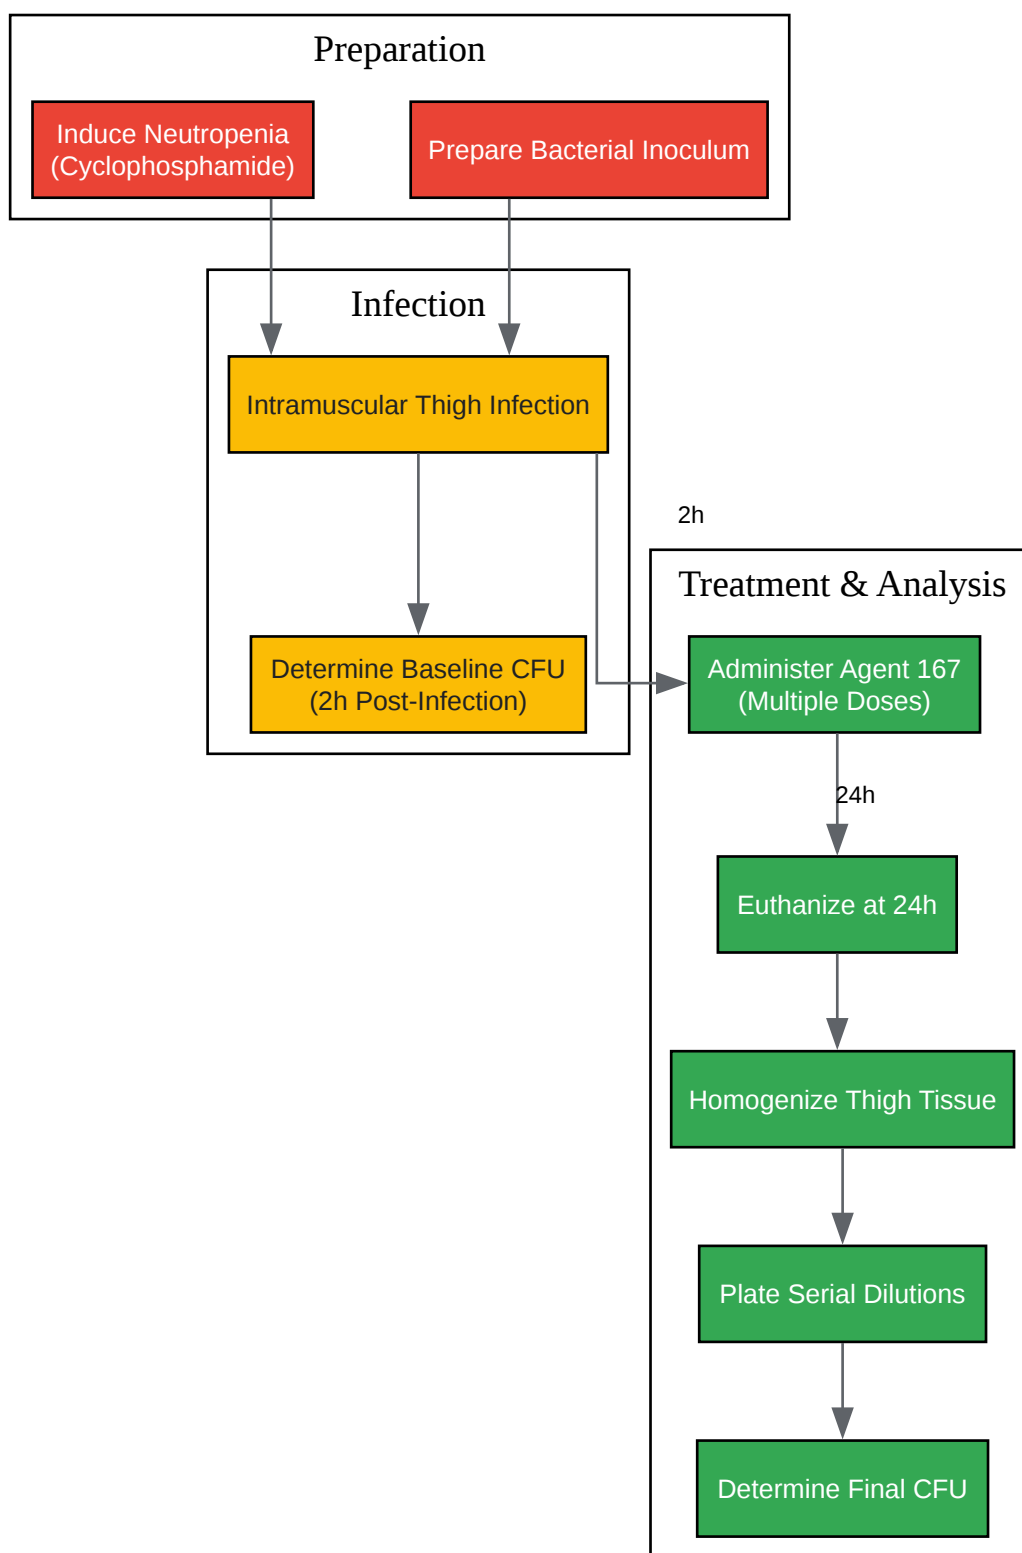 Preparation
Induce Neutropenia
(Cyclophosphamide)
Prepare Bacterial Inoculum
Infection
Intramuscular Thigh Infection
2h
Determine Baseline CFU
(2h Post-Infection)
Treatment & Analysis
Administer Agent 167
(Multiple Doses)
24h
Euthanize at 24h
Homogenize Thigh Tissue
Plate Serial Dilutions
Determine Final CFU